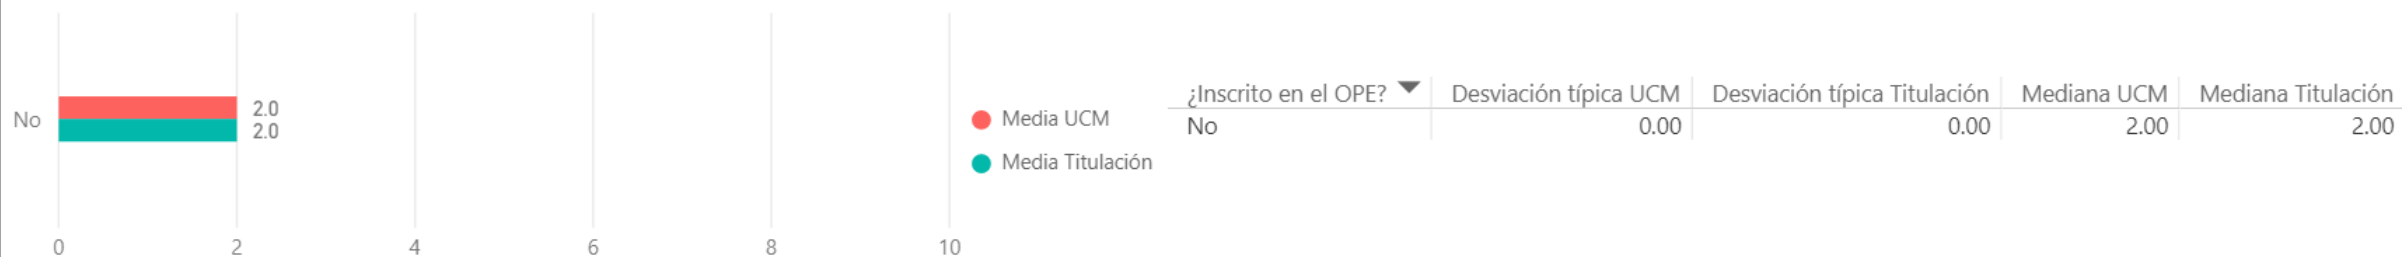 No
2.0
2.0
0 2 4 6 8 10
Media UCM
Media Titulación
¿Inscrito en el OPE? Desviación típica UCM Desviación típica Titulación Mediana UCM Mediana Titulación
No 0.00 0.00 2.00 2.00